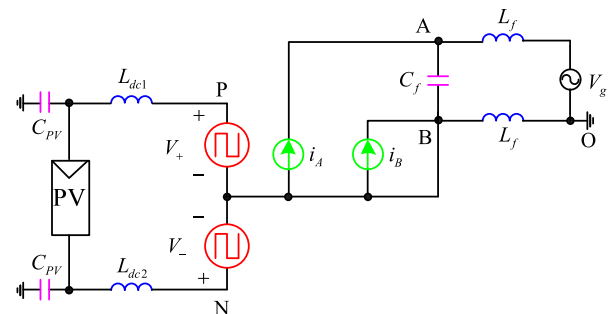 A
L_f
L_dc1
P
+
C_f
V_g
C_PV
V_+
i_A
i_B
B
L_f
O
−
PV
−
V_−
C_PV
L_dc2
+
N